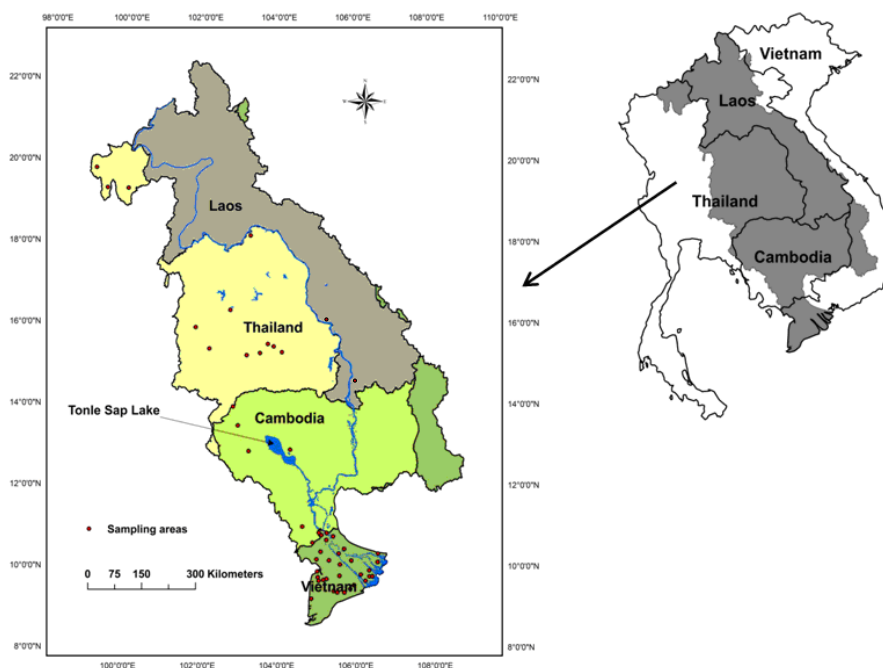 98°0'0"E 100°0'0"E 102°0'0"E 104°0'0"E 106°0'0"E 108°0'0"E 110°0'0"E
22°0'0"N
20°0'0"N
18°0'0"N
16°0'0"N
14°0'0"N
12°0'0"N
10°0'0"N
8°0'0"N
Laos
Thailand
Tonle Sap Lake
Cambodia
Sampling areas
0 75 150 300 Kilometers
Vietnam
22°0'0"N
20°0'0"N
18°0'0"N
16°0'0"N
14°0'0"N
12°0'0"N
10°0'0"N
8°0'0"N
100°0'0"E 102°0'0"E 104°0'0"E 106°0'0"E 108°0'0"E
Vietnam
Laos
Thailand
Cambodia